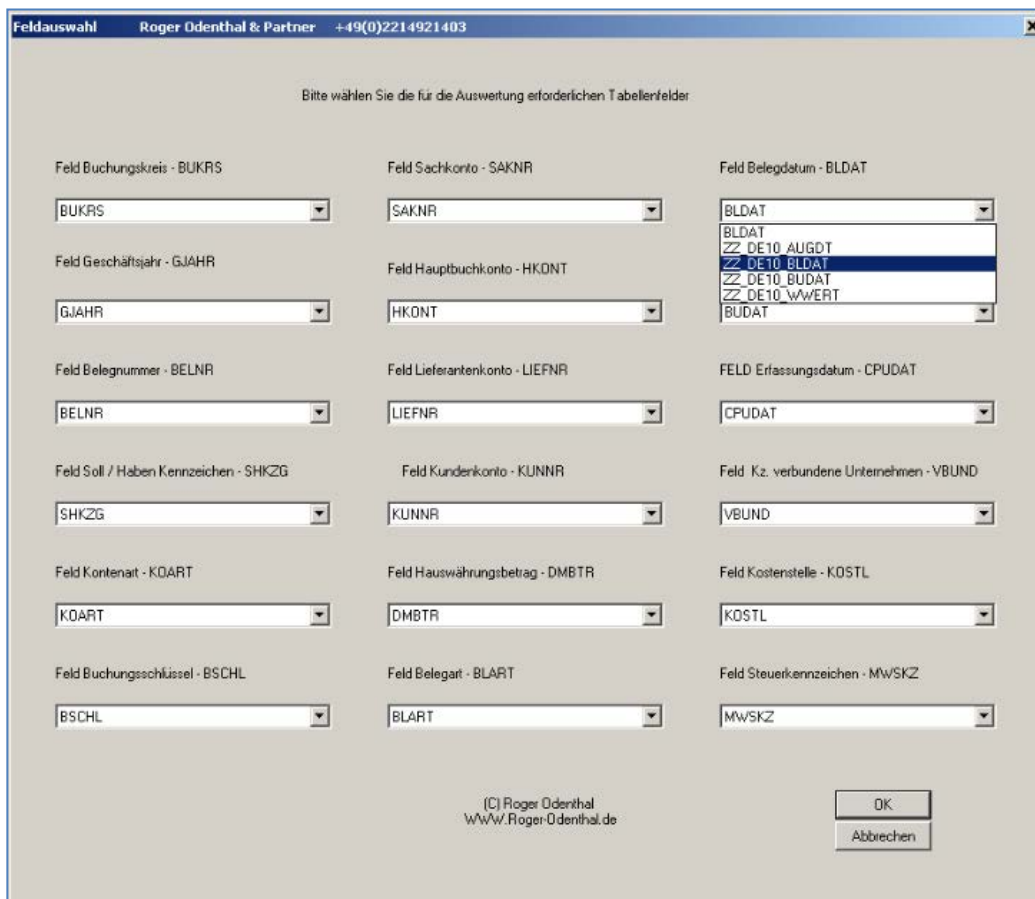 Feldauswahl Roger Odenthal & Partner +49(0)2214921403
Bitte wählen Sie die für die Auswertung erforderlichen Tabellenfelder
Feld Buchungskreis - BUKRS
Feld Sachkonto - SAKNR
Feld Belegdatum - BLDAT
BUKRS
SAKNR
BLDAT
BLDAT
ZZ_DE10_AUGDT
ZZ_DE10_BLDAT
ZZ_DE10_BUDAT
ZZ_DE10_WWERT
Feld Geschäftsjahr - GJAHR
Feld Hauptbuchkonto - HKONT
GJAHR
HKONT
BUDAT
Feld Belegnummer - BELNR
Feld Lieferantenkonto - LIEFNR
FELD Erfassungsdatum - CPUDAT
BELNR
LIEFNR
CPUDAT
Feld Soll / Haben Kennzeichen - SHKZG
Feld Kundenkonto - KUNNR
Feld Kz. verbundene Unternehmen - VBUND
SHKZG
KUNNR
VBUND
Feld Kontenart - KOART
Feld Hauswährungsbetrag - DMBTR
Feld Kostenstelle - KOSTL
KOART
DMBTR
KOSTL
Feld Buchungsschlüssel - BSCHL
Feld Belegart - BLART
Feld Steuerkennzeichen - MWSKZ
BSCHL
BLART
MWSKZ
(C) Roger Odenthal
WWW.Roger-Odenthal.de
OK
Abbrechen